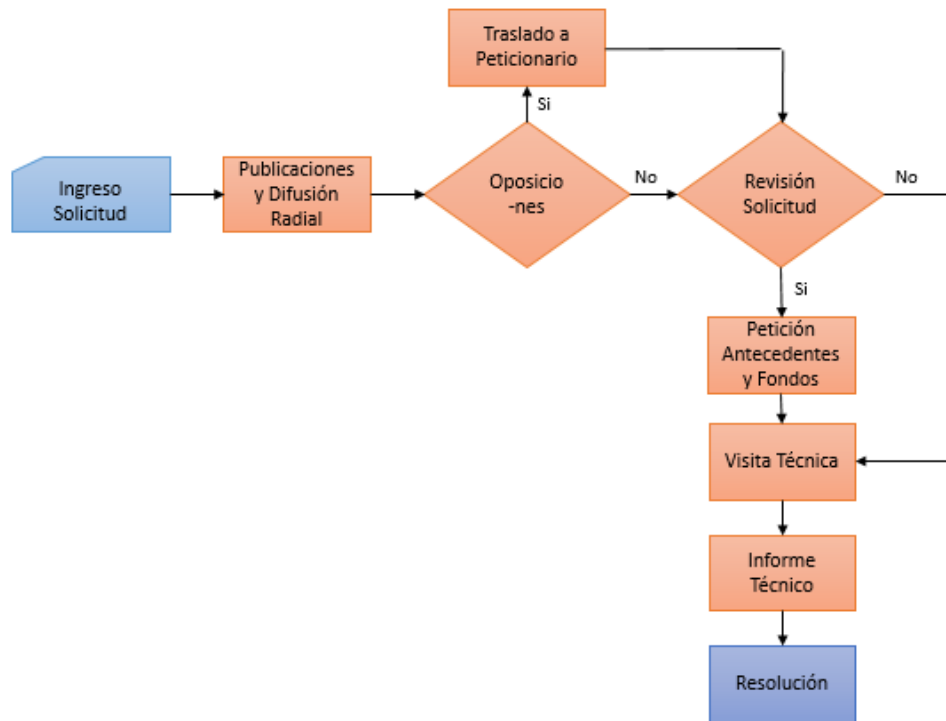 Traslado a
Peticionario
Si
Ingreso
Solicitud
Publicaciones
y Difusión
Radial
Oposicio
-nes
No
Revisión
Solicitud
No
Si
Petición
Antecedentes
y Fondos
Visita Técnica
Informe
Técnico
Resolución